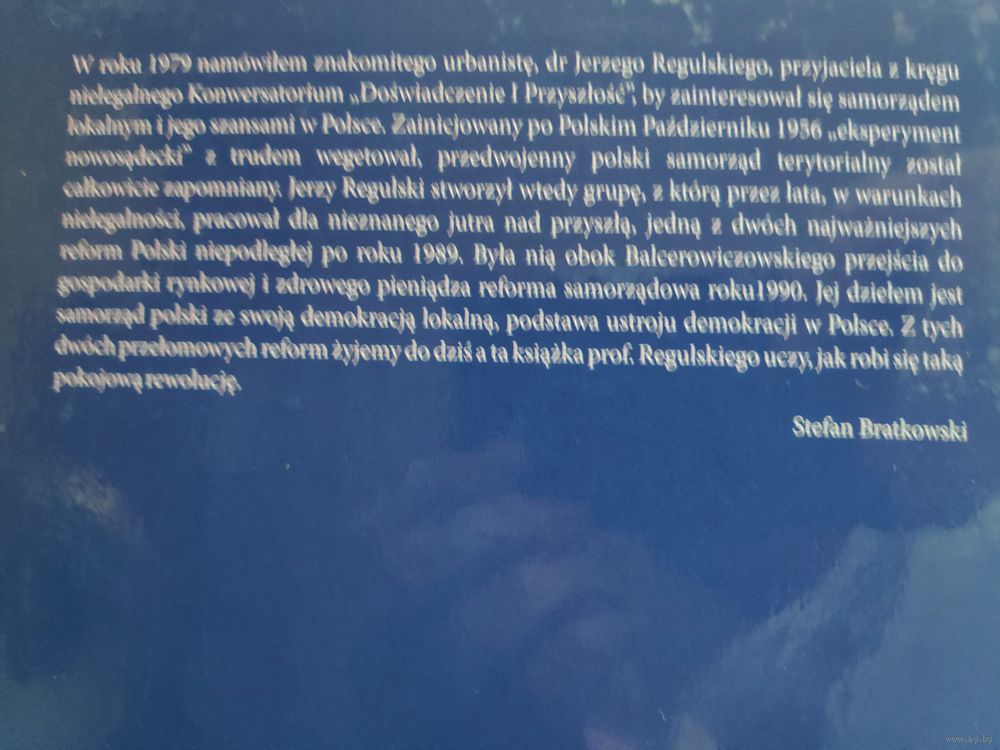 W roku 1979 namówiłem znakomitego urbanistę, dr Jerzego Regulskiego, przyjaciela z kręgu
nielegalnego Konwersatorium „Doświadczenie I Przyszłość”, by zainteresował się samorządem
lokalnym i jego szansami w Polsce. Zainicjowany po Polskim Październiku 1956 „eksperyment
nowosądecki” z trudem wegetował, przedwojenny polski samorząd terytorialny został
całkowicie zapomniany. Jerzy Regulski stworzył wtedy grupę, z którą przez lata, w warunkach
nielegalności, pracował dla nieznanego jutra nad przyszłą, jedną z dwóch najważniejszych
reform Polski niepodległej po roku 1989. Była nią obok Balcerowiczowskiego przejścia do
gospodarki rynkowej i zdrowego pieniądza reforma samorządowa roku1990. Jej dziełem jest
samorząd polski ze swoją demokracją lokalną, podstawa ustroju demokracji w Polsce. Z tych
dwóch przełomowych reform żyjemy do dziś a ta książka prof. Regulskiego uczy, jak robi się taką
pokojową rewolucję.
Stefan Bratkowski
www.ay.by